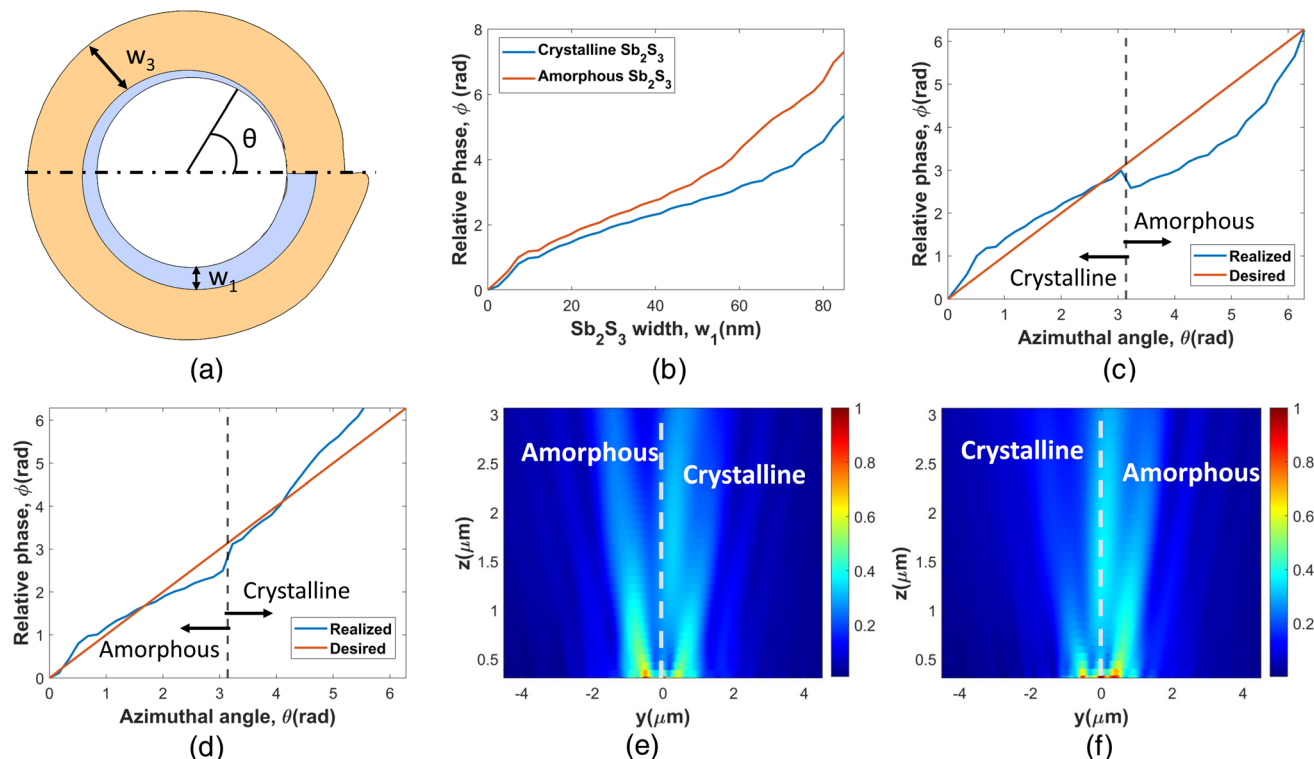 w₃
θ
w₁
(a)
Crystalline Sb₂S₃
Amorphous Sb₂S₃
Relative Phase, ϕ (rad)
8
6
4
2
0
0 20 40 60 80
Sb₂S₃ width, w₁(nm)
(b)
Relative phase, ϕ(rad)
6
5
4
3
2
1
0
Amorphous
Crystalline
Realized
Desired
0 1 2 3 4 5 6
Azimuthal angle, θ(rad)
(c)
Relative phase, ϕ(rad)
6
5
4
3
2
1
0
Crystalline
Amorphous
Realized
Desired
0 1 2 3 4 5 6
Azimuthal angle, θ(rad)
(d)
z(μm)
3
2.5
2
1.5
1
0.5
Amorphous
Crystalline
1
0.8
0.6
0.4
0.2
-4 -2 0 2 4
y(μm)
(e)
z(μm)
3
2.5
2
1.5
1
0.5
Crystalline
Amorphous
1
0.8
0.6
0.4
0.2
-4 -2 0 2 4
y(μm)
(f)